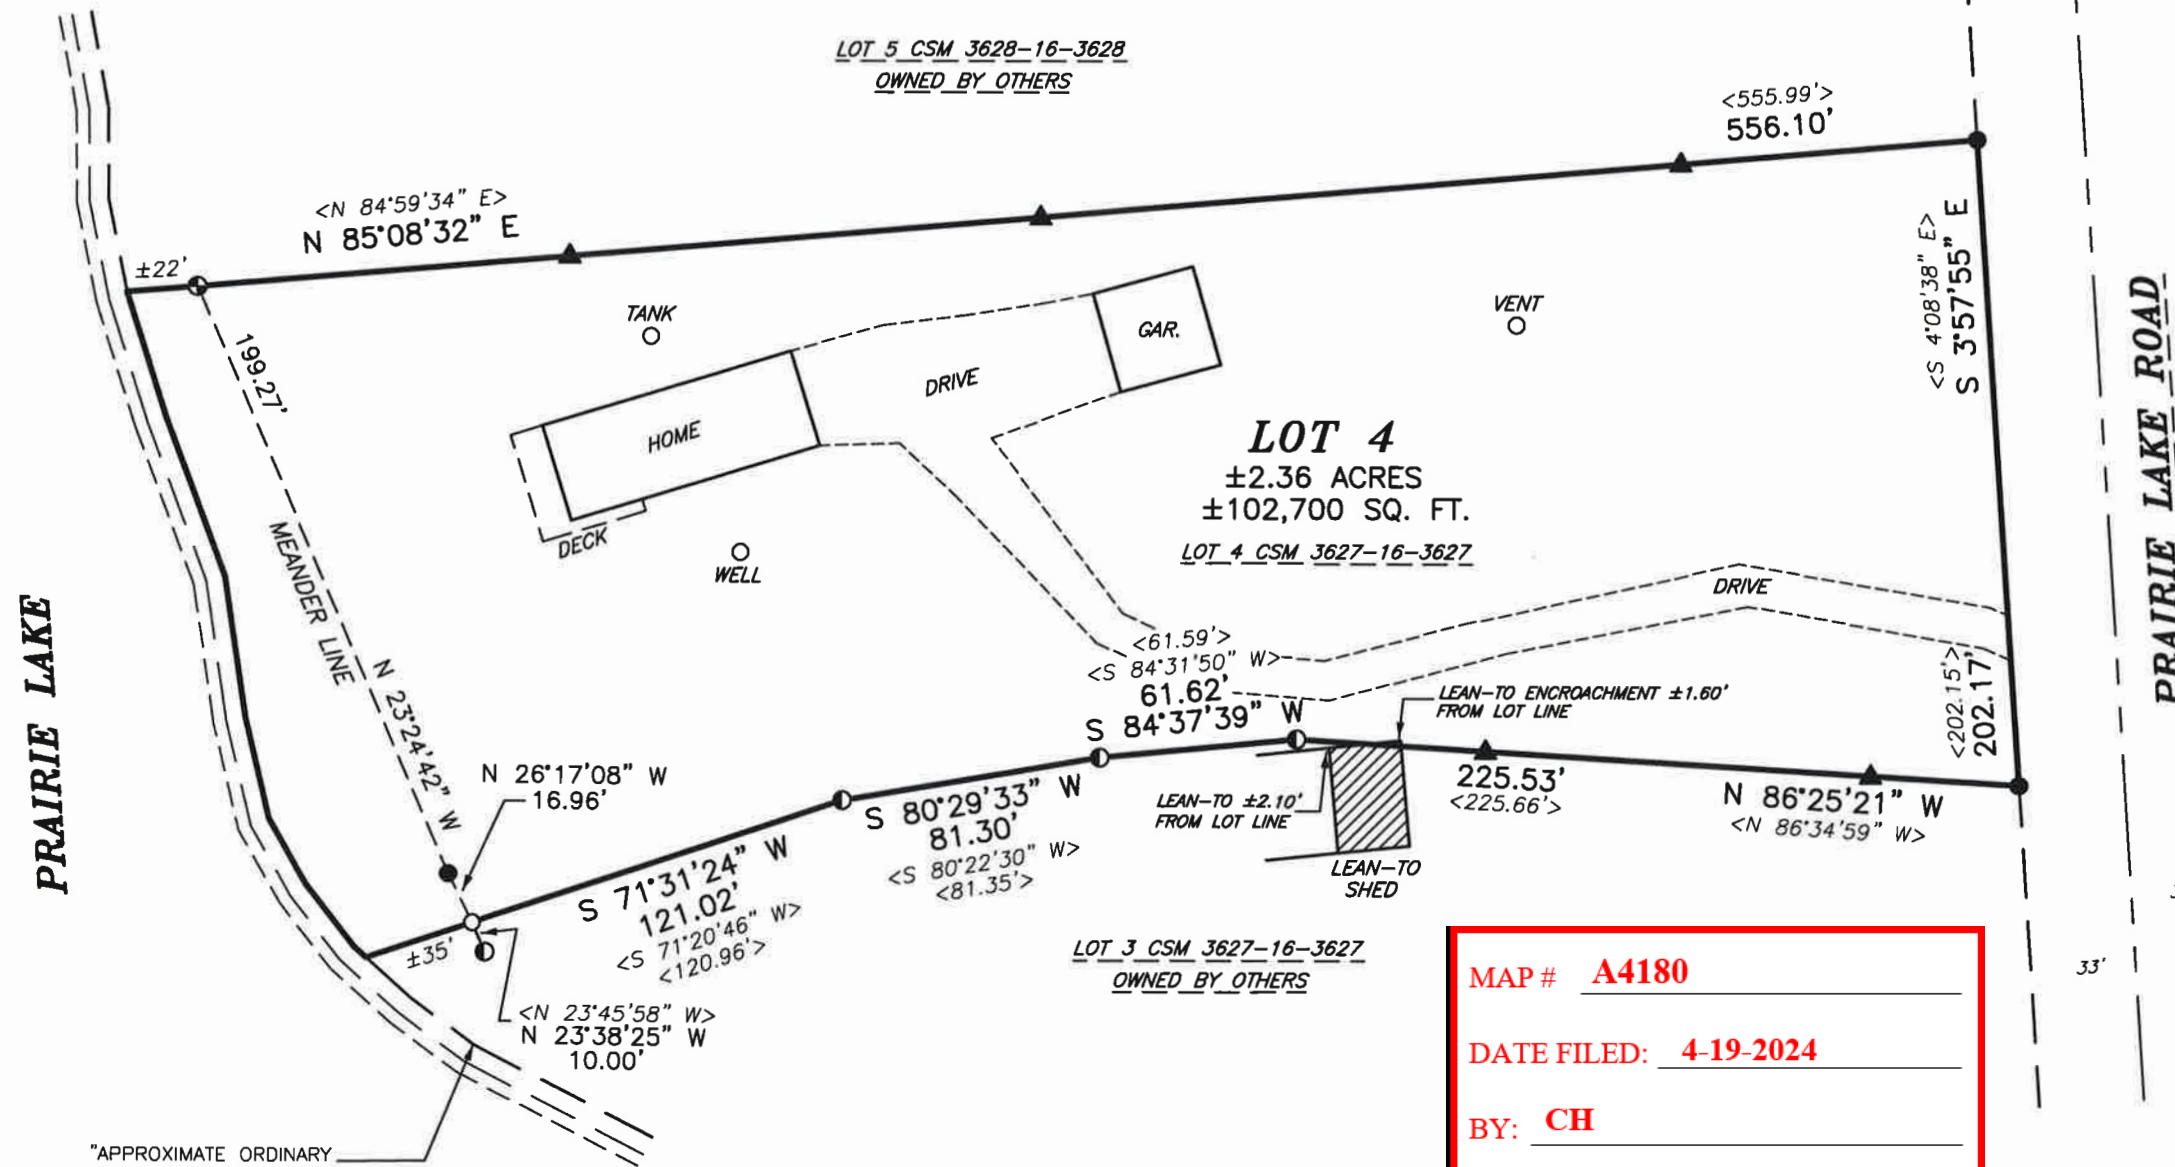 LOT 5 CSM 3628-16-3628
OWNED BY OTHERS
<555.99'>
556.10'
<N 84°59'34" E>
N 85°08'32" E
±22'
<S 4°08'38" E>
S 3°57'55" E
<202.15'>
202.17'
PRAIRIE LAKE ROAD
199.27'
MEANDER LINE
N 23°24'42" W
TANK
HOME
DECK
WELL
DRIVE
GAR.
VENT
LOT 4
±2.36 ACRES
±102,700 SQ. FT.
LOT 4 CSM 3627-16-3627
DRIVE
PRAIRIE LAKE
<61.59'>
<S 84°31'50" W>
61.62'
S 84°37'39" W
LEAN-TO ENCROACHMENT ±1.60'
FROM LOT LINE
LEAN-TO ±2.10'
FROM LOT LINE
LEAN-TO
SHED
225.53'
<225.66'>
N 86°25'21" W
<N 86°34'59" W>
S 80°29'33" W
81.30'
<S 80°22'30" W>
<81.35'>
S 71°31'24" W
121.02'
<S 71°20'46" W>
<120.96'>
N 26°17'08" W
16.96'
±35'
<N 23°45'58" W>
N 23°38'25" W
10.00'
LOT 3 CSM 3627-16-3627
OWNED BY OTHERS
33'
"APPROXIMATE ORDINARY
MAP # A4180
DATE FILED: 4-19-2024
BY: CH